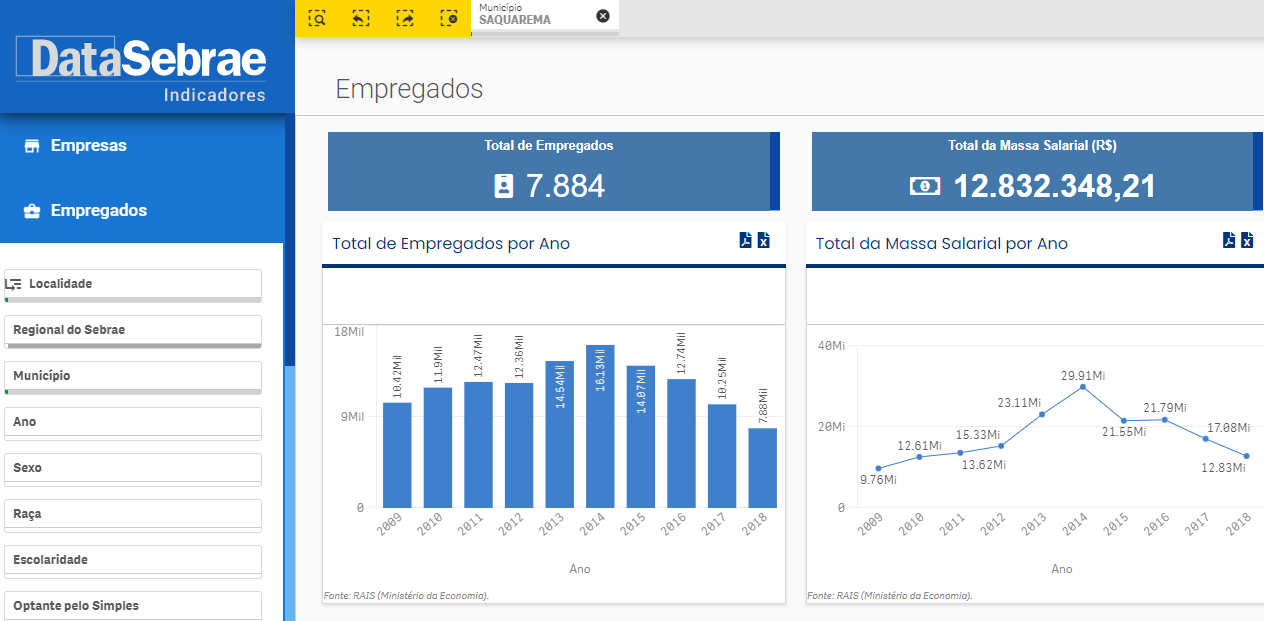 Município
SAQUAREMA
DataSebrae
Indicadores
Empresas
Empregados
Localidade
Regional do Sebrae
Município
Ano
Sexo
Raça
Escolaridade
Optante pelo Simples
Empregados
Total de Empregados
7.884
Total da Massa Salarial (R$)
12.832.348,21
Total de Empregados por Ano
18Mil
9Mil
0
10.42Mil
11.9Mil
12.47Mil
12.36Mil
14.54Mil
16.13Mil
14.07Mil
12.74Mil
10.25Mil
7.88Mil
2009 2010 2011 2012 2013 2014 2015 2016 2017 2018
Ano
Fonte: RAIS (Ministério da Economia).
Total da Massa Salarial por Ano
40Mi
20Mi
0
9.76Mi
12.61Mi
13.62Mi
15.33Mi
23.11Mi
29.91Mi
21.55Mi
21.79Mi
17.08Mi
12.83Mi
2009 2010 2011 2012 2013 2014 2015 2016 2017 2018
Ano
Fonte: RAIS (Ministério da Economia).